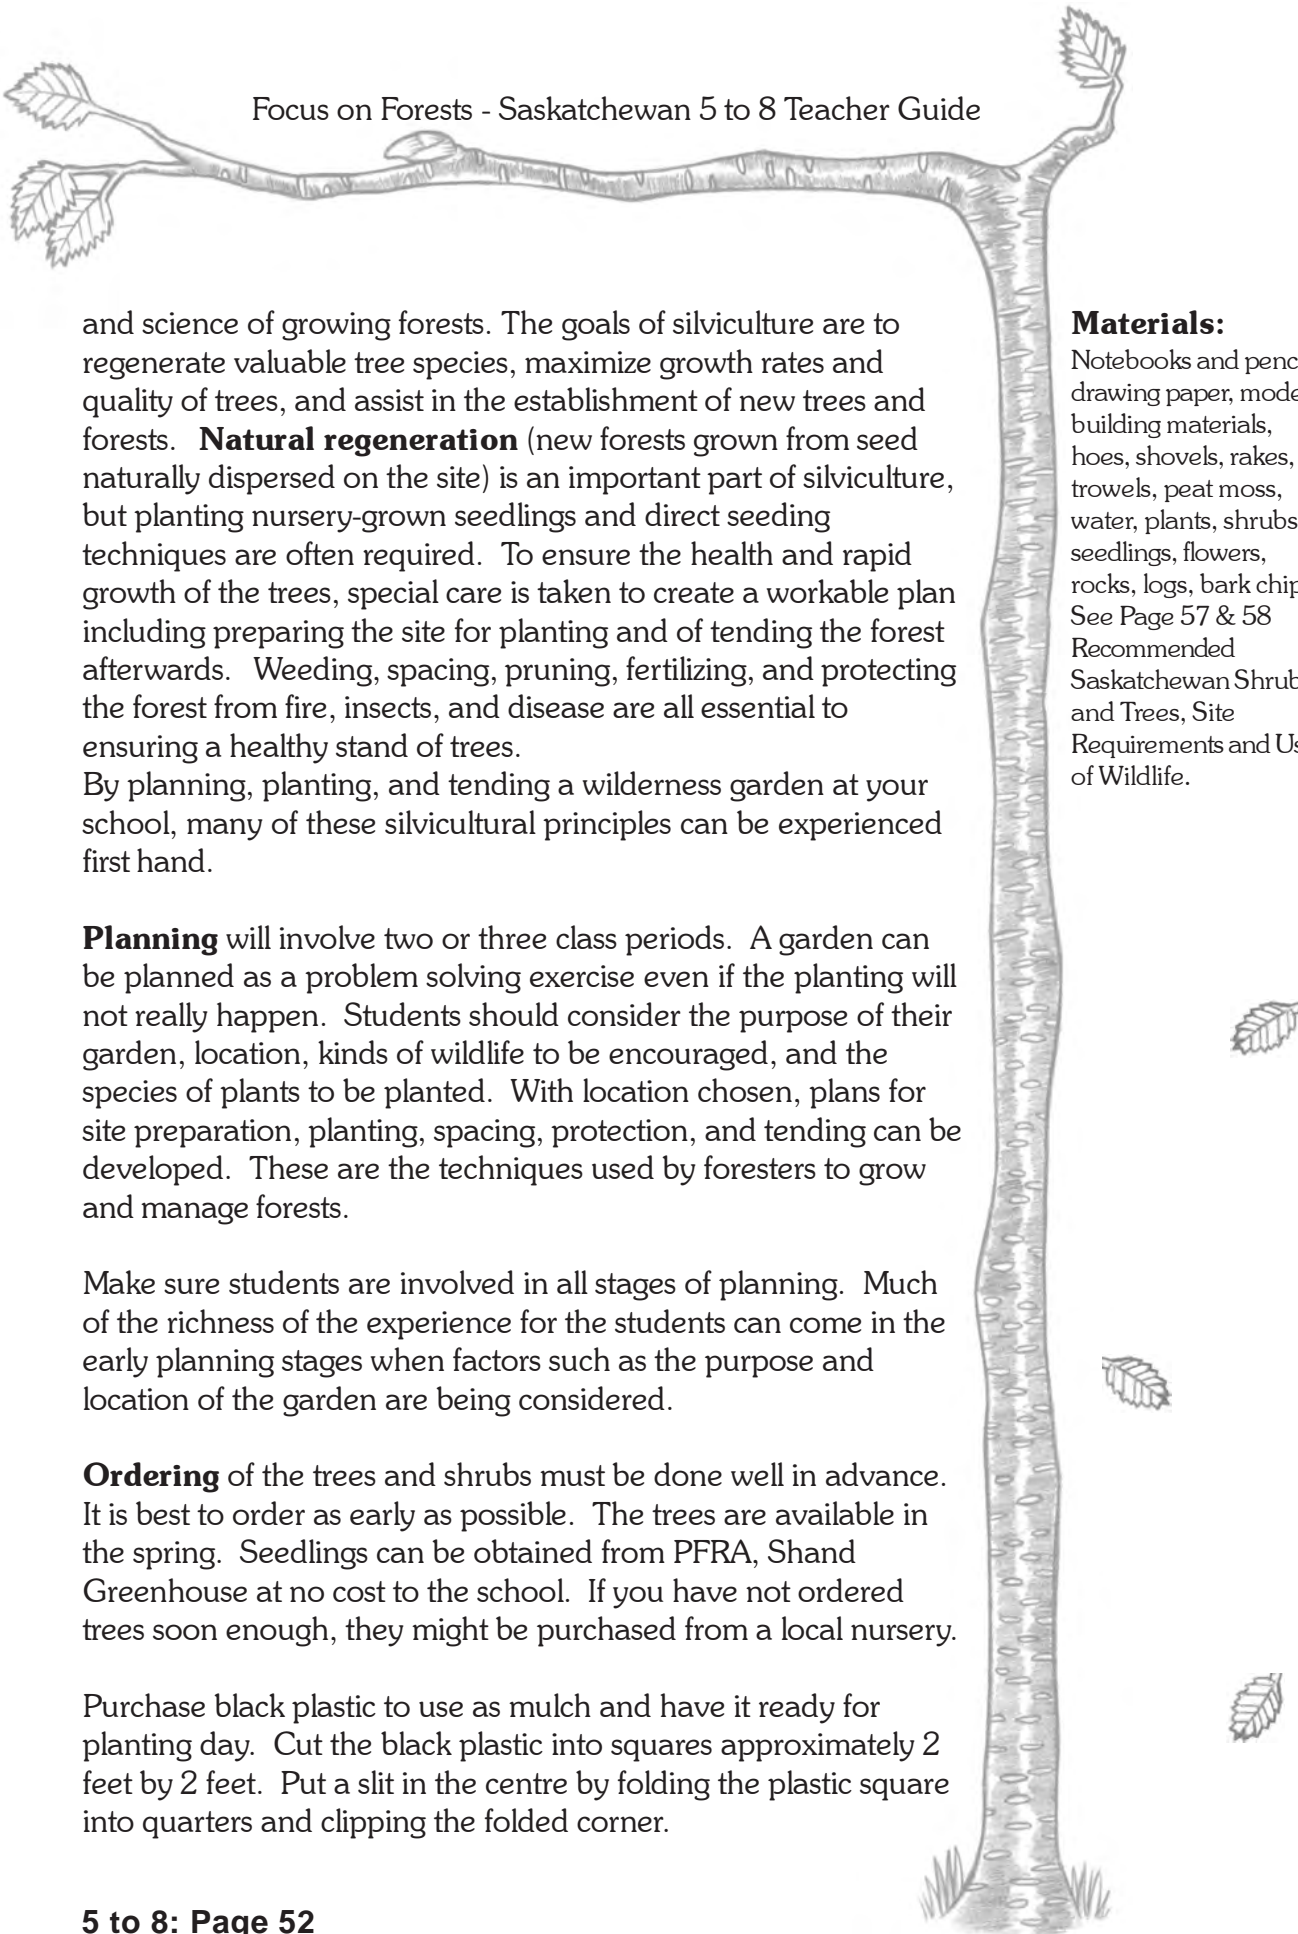 Focus on Forests - Saskatchewan 5 to 8 Teacher Guide
and science of growing forests. The goals of silviculture are to
regenerate valuable tree species, maximize growth rates and
quality of trees, and assist in the establishment of new trees and
forests. Natural regeneration (new forests grown from seed
naturally dispersed on the site) is an important part of silviculture,
but planting nursery-grown seedlings and direct seeding
techniques are often required. To ensure the health and rapid
growth of the trees, special care is taken to create a workable plan
including preparing the site for planting and of tending the forest
afterwards. Weeding, spacing, pruning, fertilizing, and protecting
the forest from fire, insects, and disease are all essential to
ensuring a healthy stand of trees.
By planning, planting, and tending a wilderness garden at your
school, many of these silvicultural principles can be experienced
first hand.
Planning will involve two or three class periods. A garden can
be planned as a problem solving exercise even if the planting will
not really happen. Students should consider the purpose of their
garden, location, kinds of wildlife to be encouraged, and the
species of plants to be planted. With location chosen, plans for
site preparation, planting, spacing, protection, and tending can be
developed. These are the techniques used by foresters to grow
and manage forests.
Make sure students are involved in all stages of planning. Much
of the richness of the experience for the students can come in the
early planning stages when factors such as the purpose and
location of the garden are being considered.
Ordering of the trees and shrubs must be done well in advance.
It is best to order as early as possible. The trees are available in
the spring. Seedlings can be obtained from PFRA, Shand
Greenhouse at no cost to the school. If you have not ordered
trees soon enough, they might be purchased from a local nursery.
Purchase black plastic to use as mulch and have it ready for
planting day. Cut the black plastic into squares approximately 2
feet by 2 feet. Put a slit in the centre by folding the plastic square
into quarters and clipping the folded corner.
Materials:
Notebooks and
drawing paper,
building materials,
hoes, shovels, rakes,
trowels, peat moss,
water, plants, shrubs
seedlings, flowers,
rocks, logs, bark
See Page 57 & 58
Recommended
Saskatchewan
and Trees, Site
Requirements and
of Wildlife.
5 to 8: Page 52